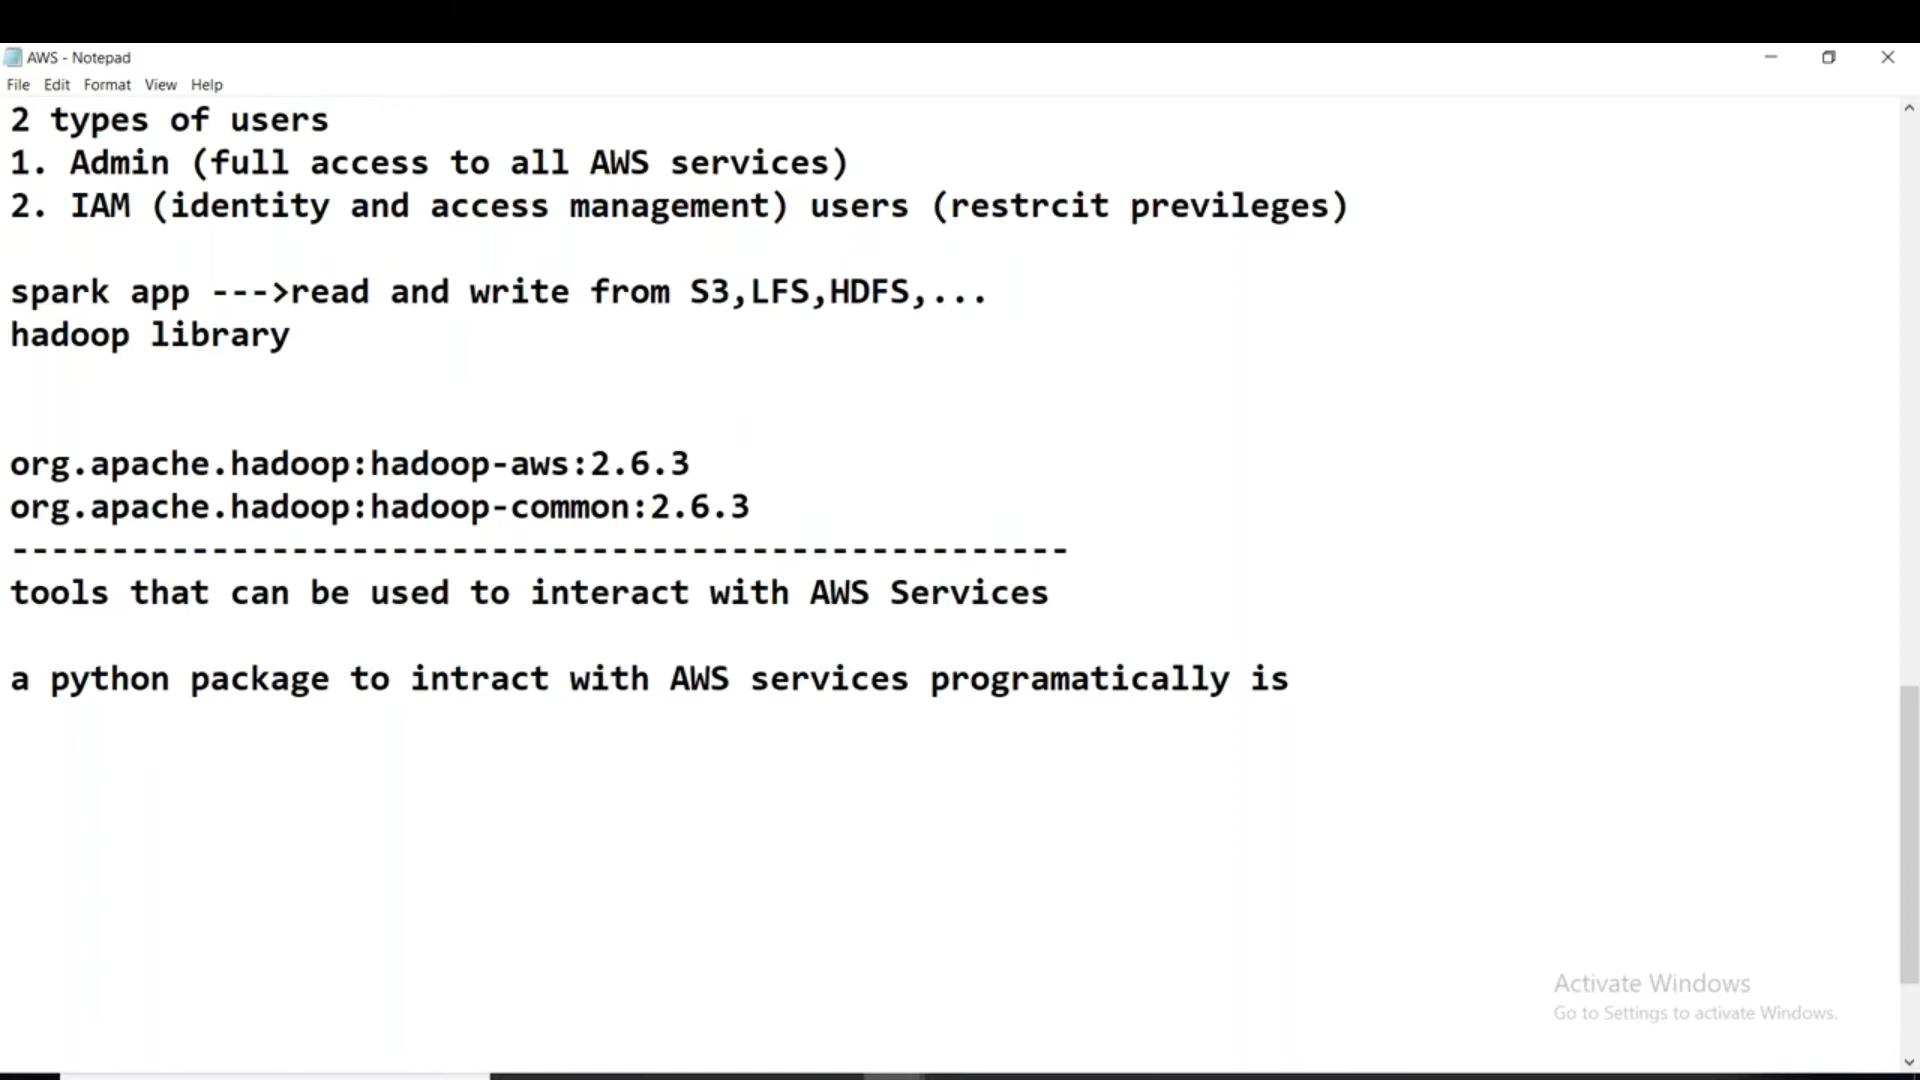 AWS - Notepad
File Edit Format View Help
2 types of users
1. Admin (full access to all AWS services)
2. IAM (identity and access management) users (restrcit previleges)
spark app --->read and write from S3,LFS,HDFS,...
hadoop library
org.apache.hadoop:hadoop-aws:2.6.3
org.apache.hadoop:hadoop-common:2.6.3
-----------------------------------------------------
tools that can be used to interact with AWS Services
a python package to intract with AWS services programatically is
Activate Windows
Go to Settings to activate Windows.